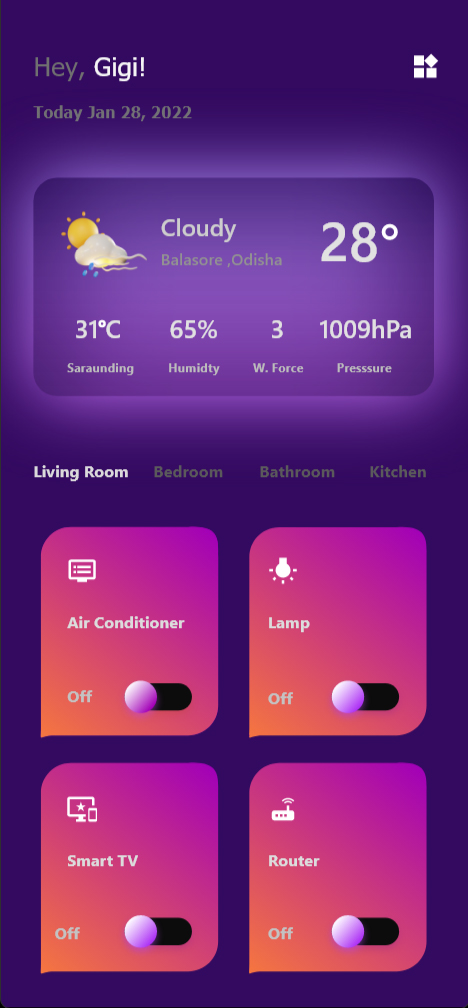 Hey, Gigi!
Today Jan 28, 2022
Cloudy
Balasore ,Odisha
28°
31°C 65% 3 1009hPa
Saraunding Humidty W. Force Presssure
Living Room Bedroom Bathroom Kitchen
Air Conditioner Lamp
Off Off
Smart TV Router
Off Off